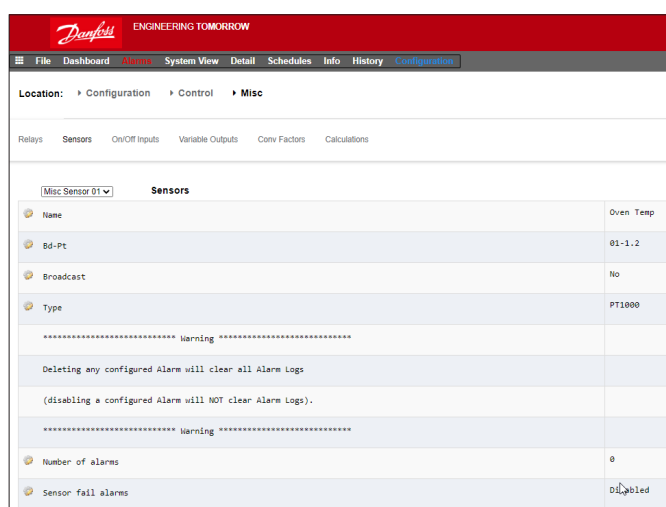 Danfoss ENGINEERING TOMORROW
File Dashboard Alarms System View Detail Schedules Info History Configuration
Location: Configuration Control Misc
Relays Sensors On/Off Inputs Variable Outputs Conv Factors Calculations
Misc Sensor 01 Sensors
Name Oven Temp
Bd-Pt 01-1.2
Broadcast No
Type PT1000
**************************** Warning ****************************
Deleting any configured Alarm will clear all Alarm Logs
(disabling a configured Alarm will NOT clear Alarm Logs).
**************************** Warning ****************************
Number of alarms 0
Sensor fail alarms Disabled